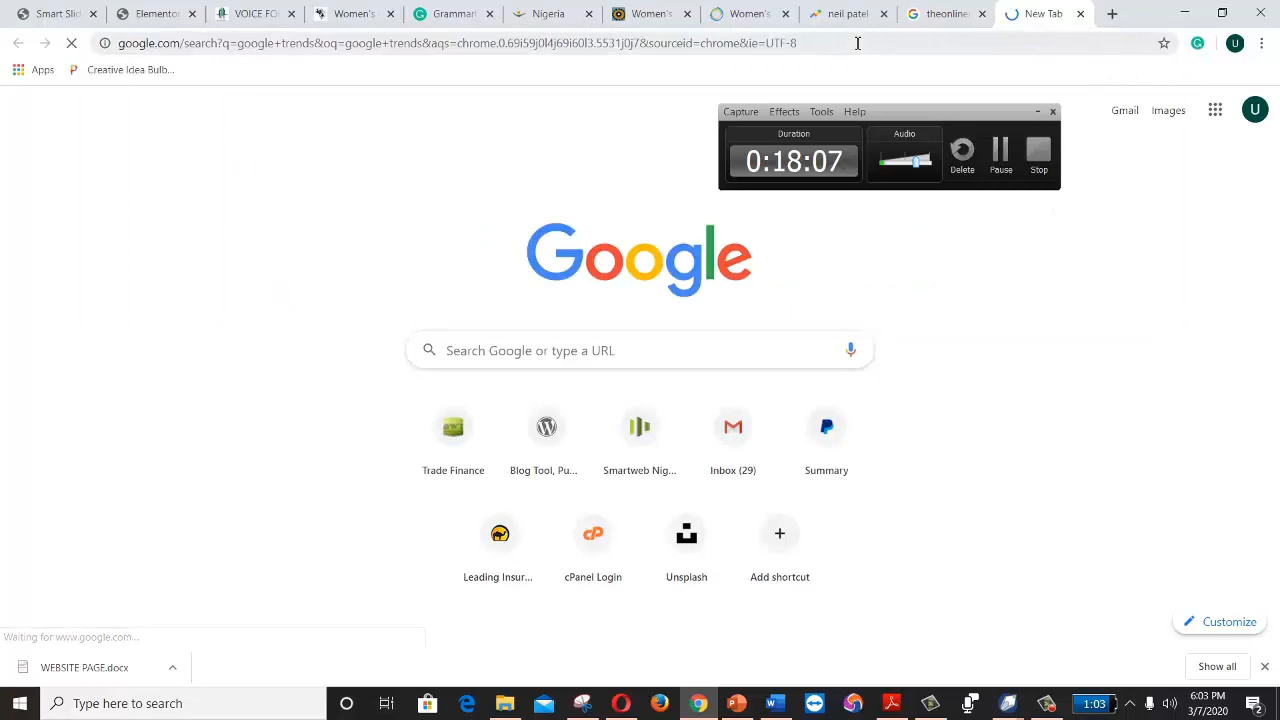 Smart Slid
Elemento
VOICE FO
Women's
Grammarl
Nigeria
Women's
Women's
neil patel
theonline
New Tab
google.com/search?q=google+trends&oq=google+trends&aqs=chrome.0.69i59j0l4j69i60l3.5531j0j7&sourceid=chrome&ie=UTF-8
U
Apps
Creative Idea Bulb...
Capture Effects Tools Help
Gmail Images
U
Duration
Audio
0:18:07
Delete Pause Stop
Google
Search Google or type a URL
Trade Finance
Blog Tool, Pu...
Smartweb Nig...
Inbox (29)
Summary
Leading Insur...
cPanel Login
Unsplash
Add shortcut
Customize
Waiting for www.google.com...
WEBSITE PAGE.docx
Show all
Type here to search
1:03
6:03 PM
3/7/2020
2